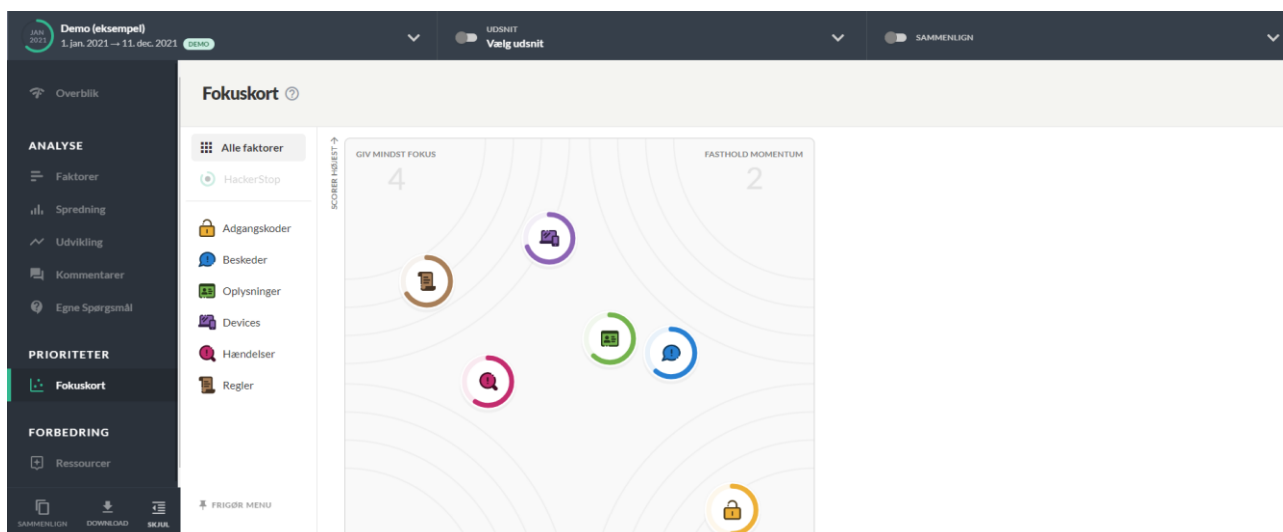 JAN
2021
Demo (eksempel)
1. jan. 2021 → 11. dec. 2021 DEMO
UDSNIT
Vælg udsnit
SAMMENLIGN
Overblik
ANALYSE
Faktorer
Spredning
Udvikling
Kommentarer
Egne Spørgsmål
PRIORITETER
Fokuskort
FORBEDRING
Ressourcer
SAMMENLIGN
DOWNLOAD
SKJUL
Fokuskort
Alle faktorer
HackerStop
Adgangskoder
Beskeder
Oplysninger
Devices
Hændelser
Regler
FRIGØR MENU
SCORER HØJEST →
GIV MINDST FOKUS
4
FASTHOLD MOMENTUM
2